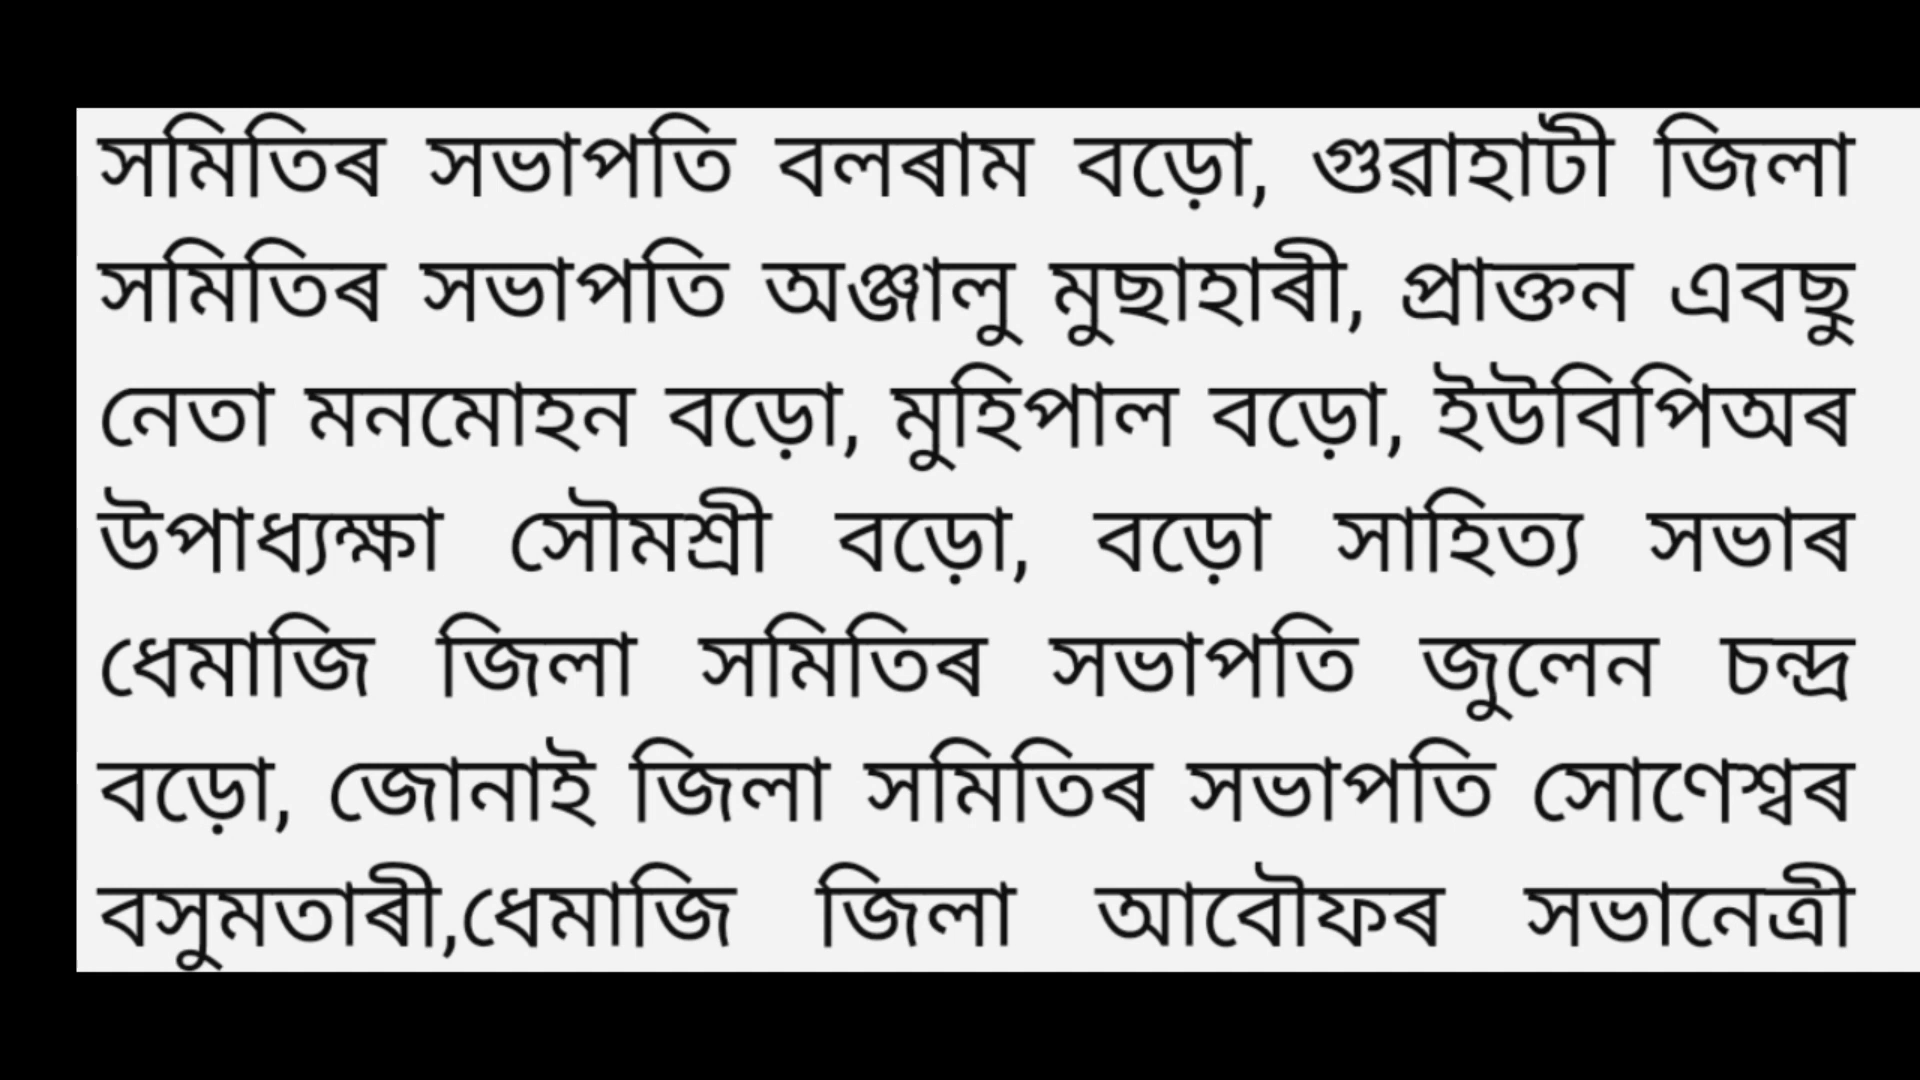 সমিতিৰ সভাপতি বলৰাম বড়ো, গুৱাহাটী জিলা
সমিতিৰ সভাপতি অঞ্জালু মুছাহাৰী, প্ৰাক্তন এবছু
নেতা মনমোহন বড়ো, মুহিপাল বড়ো, ইউবিপিঅৰ
উপাধ্যক্ষা সৌমশ্ৰী বড়ো, বড়ো সাহিত্য সভাৰ
ধেমাজি জিলা সমিতিৰ সভাপতি জুলেন চন্দ্ৰ
বড়ো, জোনাই জিলা সমিতিৰ সভাপতি সোণেশ্বৰ
বসুমতাৰী,ধেমাজি জিলা আবৌফৰ সভানেত্ৰী